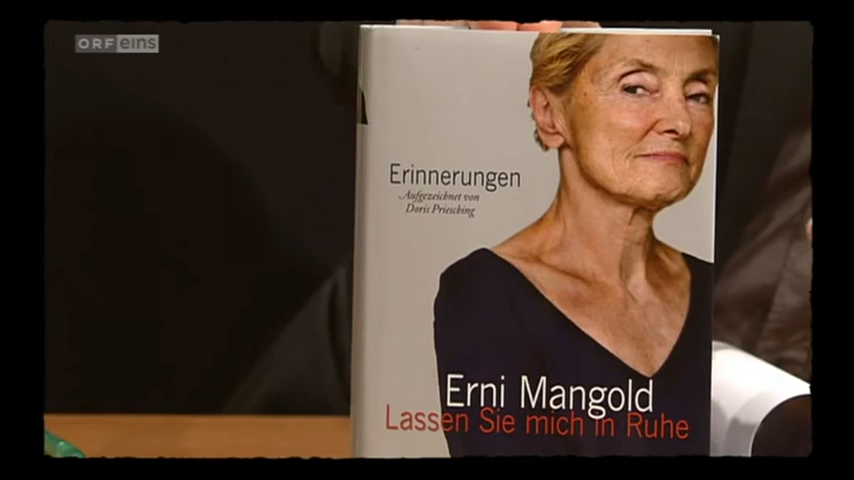 ORF eins
Erinnerungen
Aufgezeichnet von
Doris Priesching
Erni Mangold
Lassen Sie mich in Ruhe